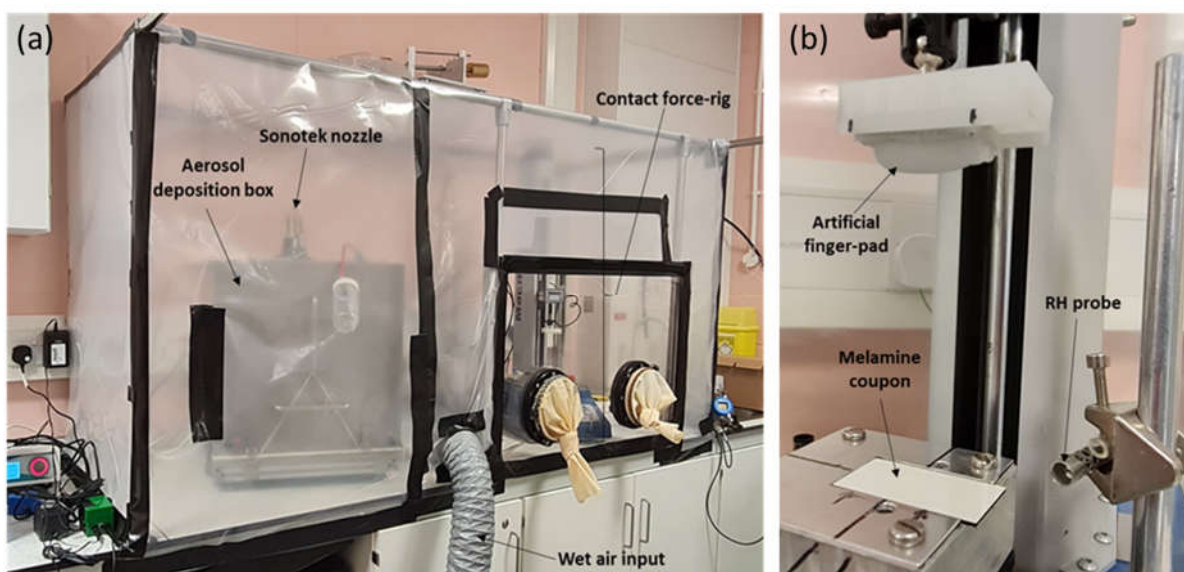 (a)
Sonotek nozzle
Aerosol
deposition box
Contact force-rig
Wet air input
(b)
Artificial
finger-pad
RH probe
Melamine
coupon